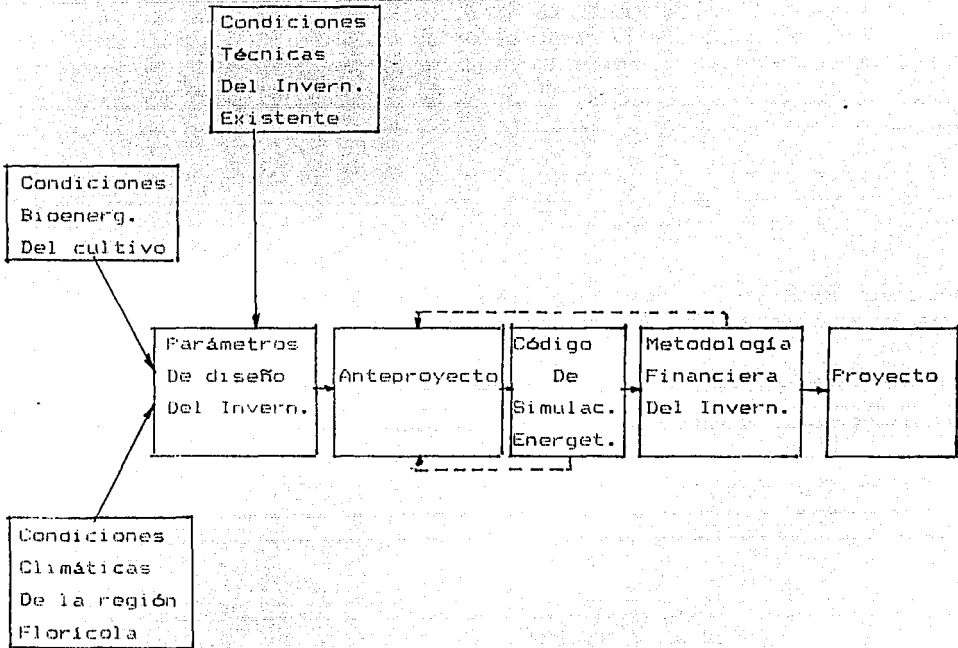 Condiciones
Técnicas
Del Invern.
Existente
Condiciones
Bioenerg.
Del cultivo
Parámetros
De diseño
Del Invern.
Anteproyecto
Código
De
Simulac.
Energet.
Metodología
Financiera
Del Invern.
Proyecto
Condiciones
Climáticas
De la región
Florícola